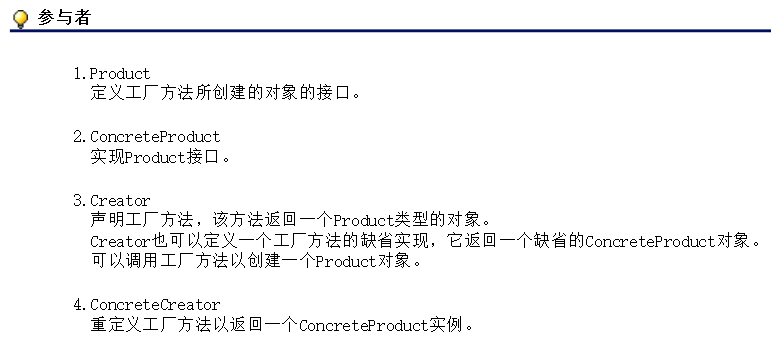 参与者
1.Product
定义工厂方法所创建的对象的接口。
2.ConcreteProduct
实现Product接口。
3.Creator
声明工厂方法，该方法返回一个Product类型的对象。
Creator也可以定义一个工厂方法的缺省实现，它返回一个缺省的ConcreteProduct对象。
可以调用工厂方法以创建一个Product对象。
4.ConcreteCreator
重定义工厂方法以返回一个ConcreteProduct实例。